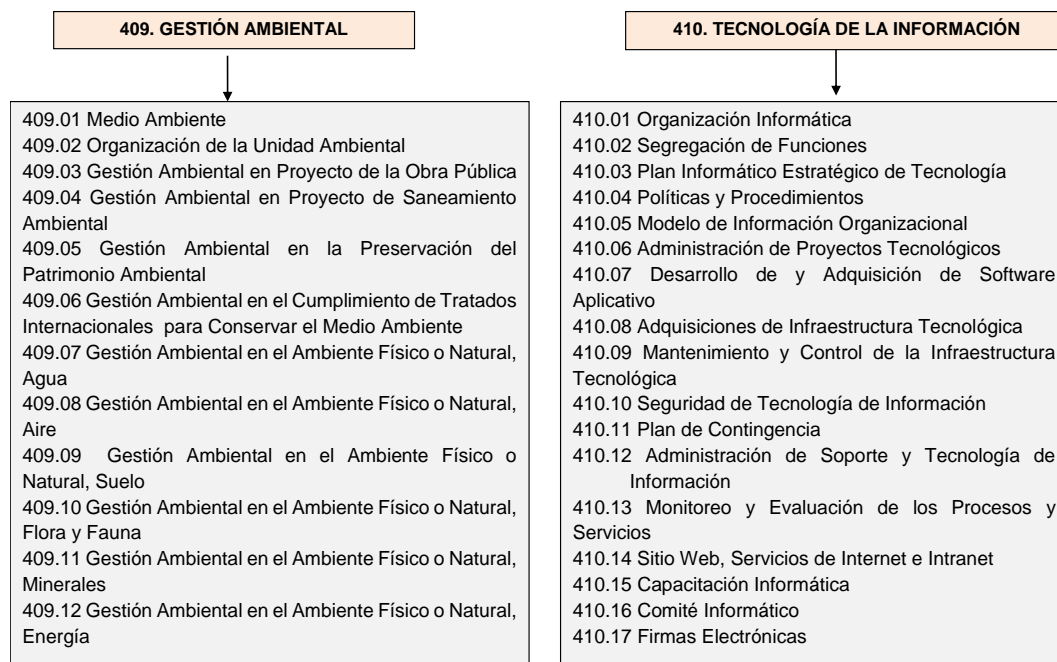 409. GESTIÓN AMBIENTAL
409.01 Medio Ambiente
409.02 Organización de la Unidad Ambiental
409.03 Gestión Ambiental en Proyecto de la Obra Pública
409.04 Gestión Ambiental en Proyecto de Saneamiento
Ambiental
409.05 Gestión Ambiental en la Preservación del
Patrimonio Ambiental
409.06 Gestión Ambiental en el Cumplimiento de Tratados
Internacionales para Conservar el Medio Ambiente
409.07 Gestión Ambiental en el Ambiente Físico o Natural,
Agua
409.08 Gestión Ambiental en el Ambiente Físico o Natural,
Aire
409.09 Gestión Ambiental en el Ambiente Físico o
Natural, Suelo
409.10 Gestión Ambiental en el Ambiente Físico o Natural,
Flora y Fauna
409.11 Gestión Ambiental en el Ambiente Físico o Natural,
Minerales
409.12 Gestión Ambiental en el Ambiente Físico o Natural,
Energía
410. TECNOLOGÍA DE LA INFORMACIÓN
410.01 Organización Informática
410.02 Segregación de Funciones
410.03 Plan Informático Estratégico de Tecnología
410.04 Políticas y Procedimientos
410.05 Modelo de Información Organizacional
410.06 Administración de Proyectos Tecnológicos
410.07 Desarrollo de y Adquisición de Software
Aplicativo
410.08 Adquisiciones de Infraestructura Tecnológica
410.09 Mantenimiento y Control de la Infraestructura
Tecnológica
410.10 Seguridad de Tecnología de Información
410.11 Plan de Contingencia
410.12 Administración de Soporte y Tecnología de
Información
410.13 Monitoreo y Evaluación de los Procesos y
Servicios
410.14 Sitio Web, Servicios de Internet e Intranet
410.15 Capacitación Informática
410.16 Comité Informático
410.17 Firmas Electrónicas